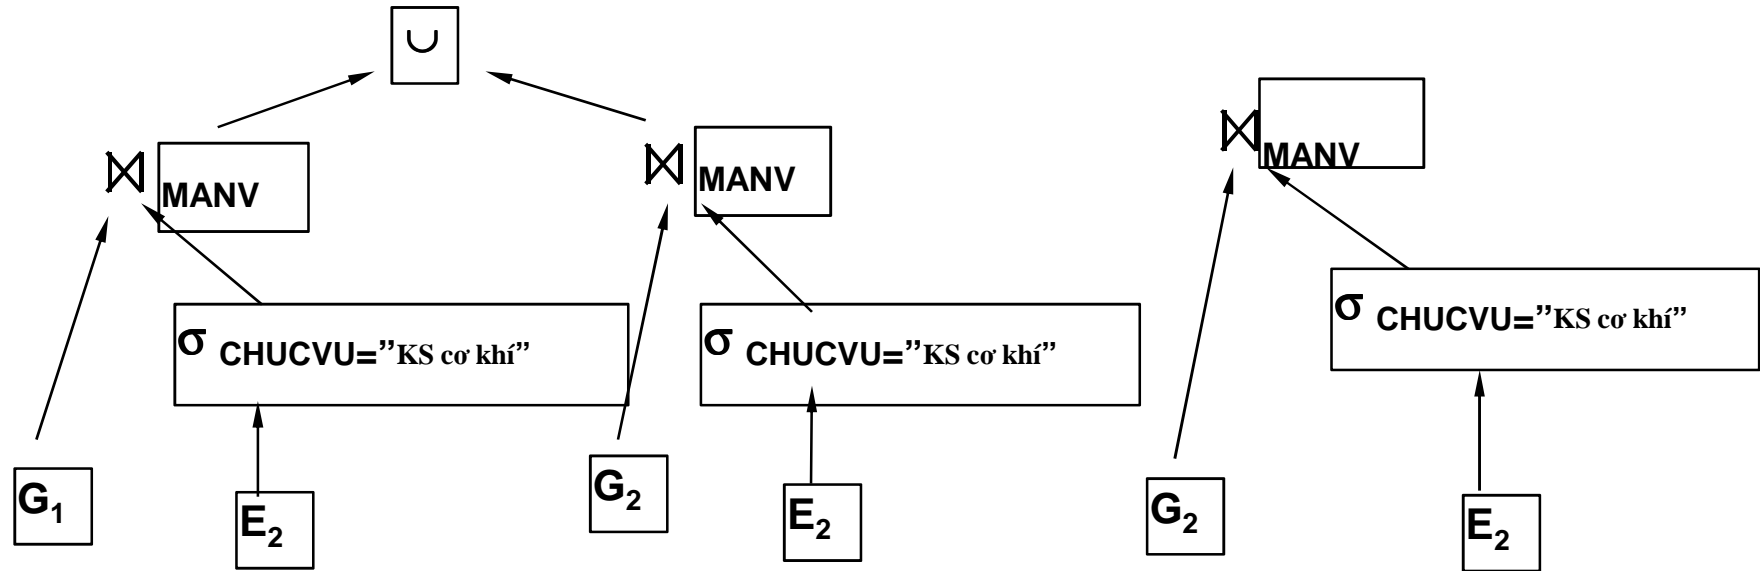 ∪
⋈ MANV
⋈ MANV
⋈ MANV
σ CHUCVU=”KS cơ khí”
σ CHUCVU=”KS cơ khí”
σ CHUCVU=”KS cơ khí”
G₁
E₂
G₂
E₂
G₂
E₂